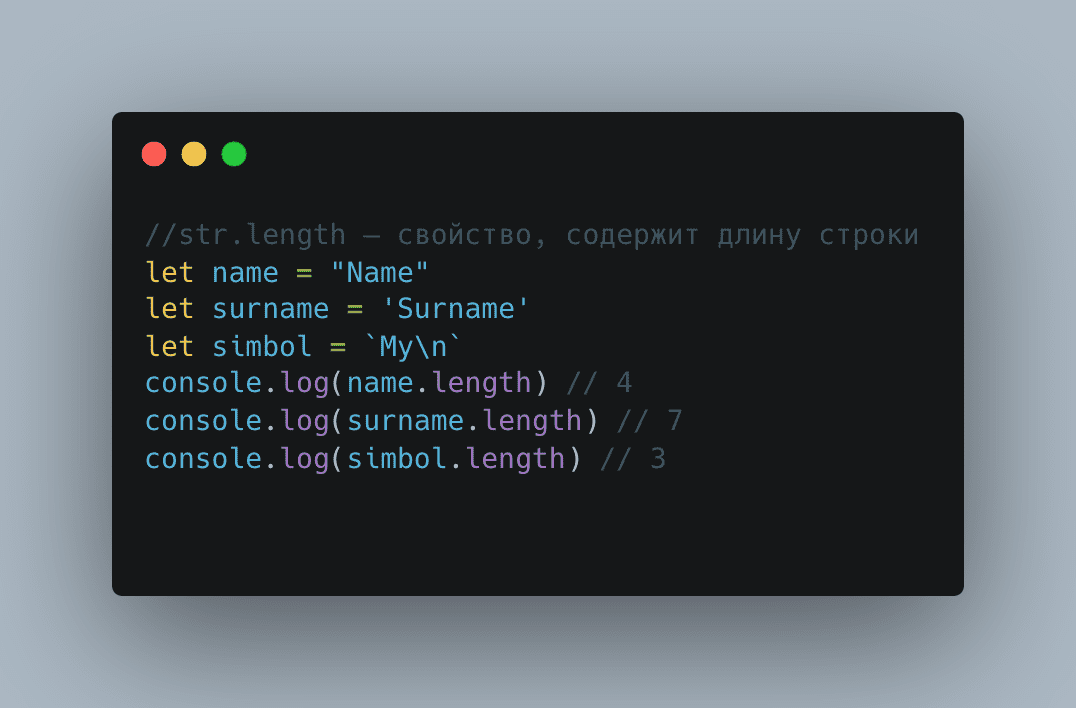 //str.length — свойство, содержит длину строки
let name = "Name"
let surname = 'Surname'
let simbol = `My\n`
console.log(name.length) // 4
console.log(surname.length) // 7
console.log(simbol.length) // 3